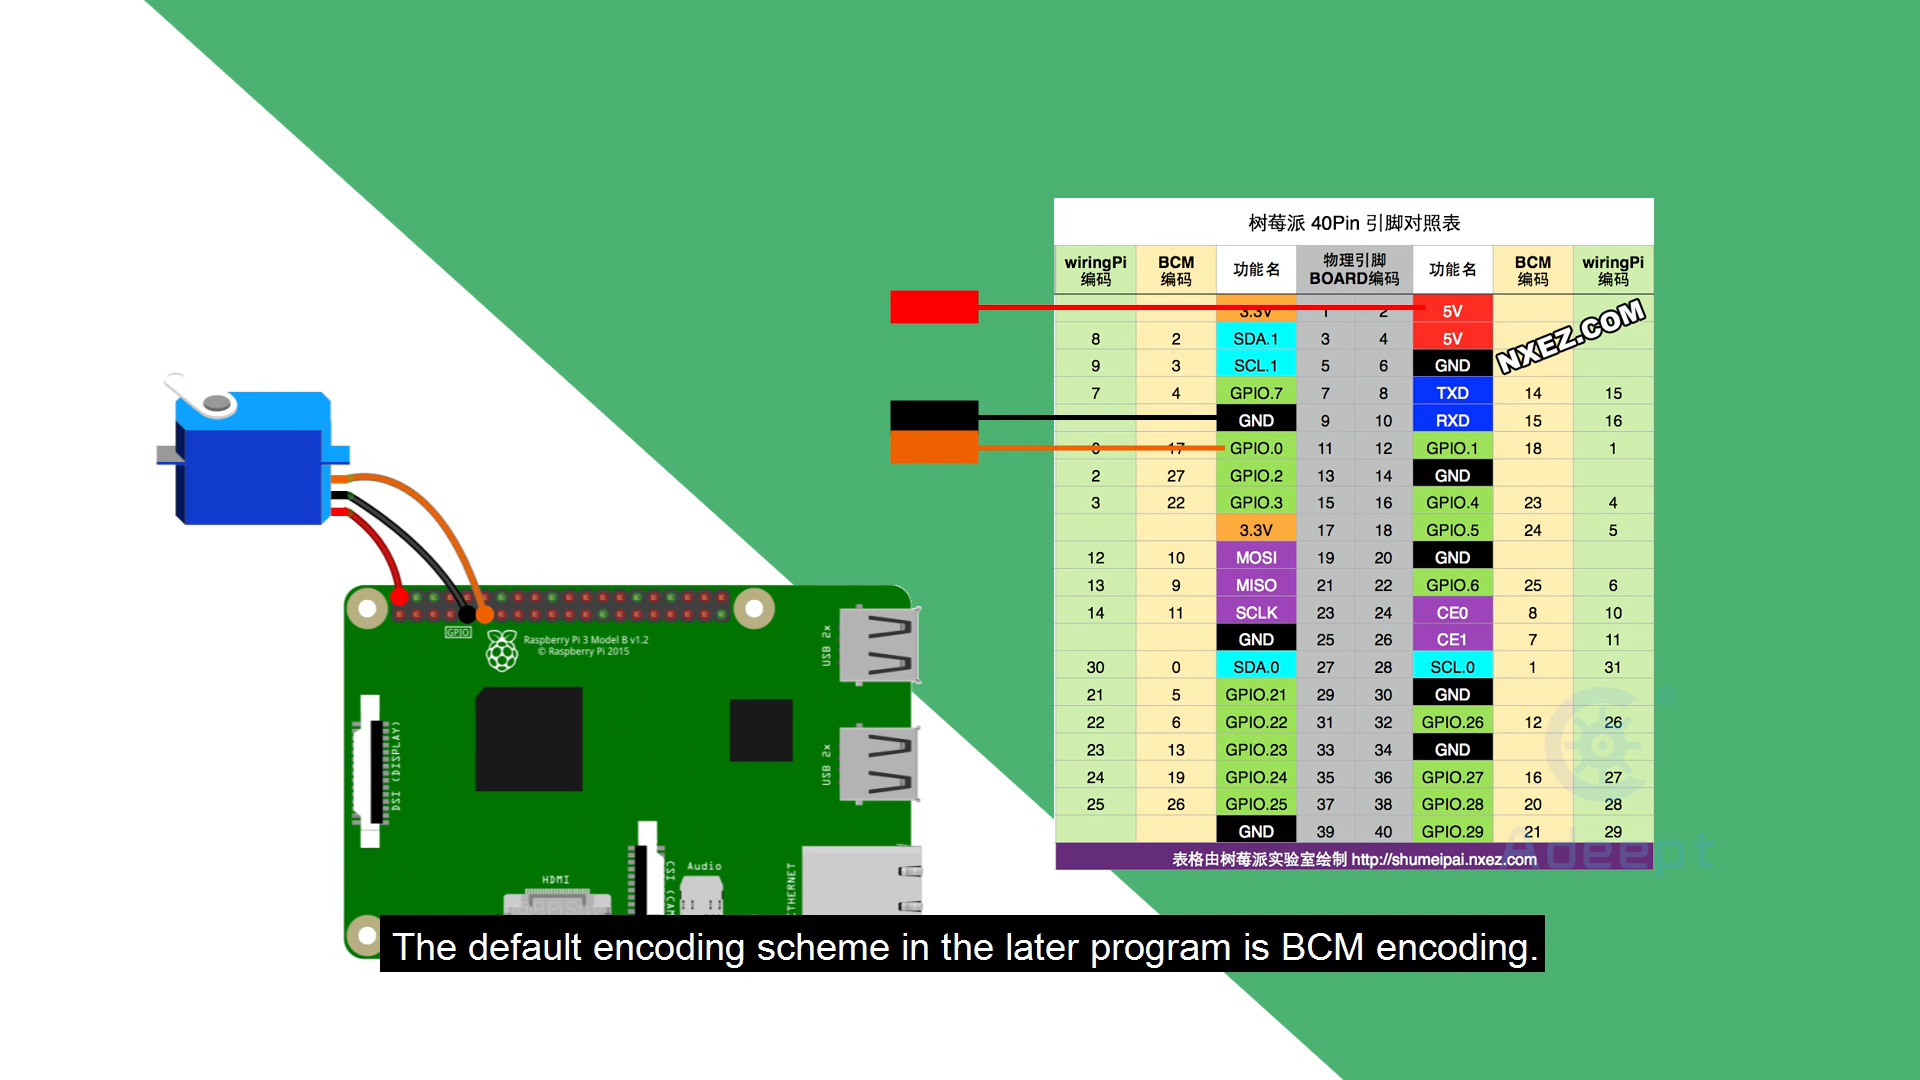 树莓派 40Pin 引脚对照表
wiringPi 编码 BCM 编码 功能名 物理引脚 BOARD编码 功能名 BCM 编码 wiringPi 编码
3.3V 1 2 5V
8 2 SDA.1 3 4 5V
9 3 SCL.1 5 6 GND
7 4 GPIO.7 7 8 TXD 14 15
GND 9 10 RXD 15 16
0 17 GPIO.0 11 12 GPIO.1 18 1
2 27 GPIO.2 13 14 GND
3 22 GPIO.3 15 16 GPIO.4 23 4
3.3V 17 18 GPIO.5 24 5
12 10 MOSI 19 20 GND
13 9 MISO 21 22 GPIO.6 25 6
14 11 SCLK 23 24 CE0 8 10
GND 25 26 CE1 7 11
30 0 SDA.0 27 28 SCL.0 1 31
21 5 GPIO.21 29 30 GND
22 6 GPIO.22 31 32 GPIO.26 12 26
23 13 GPIO.23 33 34 GND
24 19 GPIO.24 35 36 GPIO.27 16 27
25 26 GPIO.25 37 38 GPIO.28 20 28
GND 39 40 GPIO.29 21 29
表格由树莓派实验室绘制 http://shumeipai.nxez.com
NXEZ.COM
Adeept
GPIO
Raspberry Pi 3 Model B v1.2
© Raspberry Pi 2015
USB 2x
USB 2x
DSI (DISPLAY)
HDMI
CSI (CAM
Audio
ETHERNET
The default encoding scheme in the later program is BCM encoding.